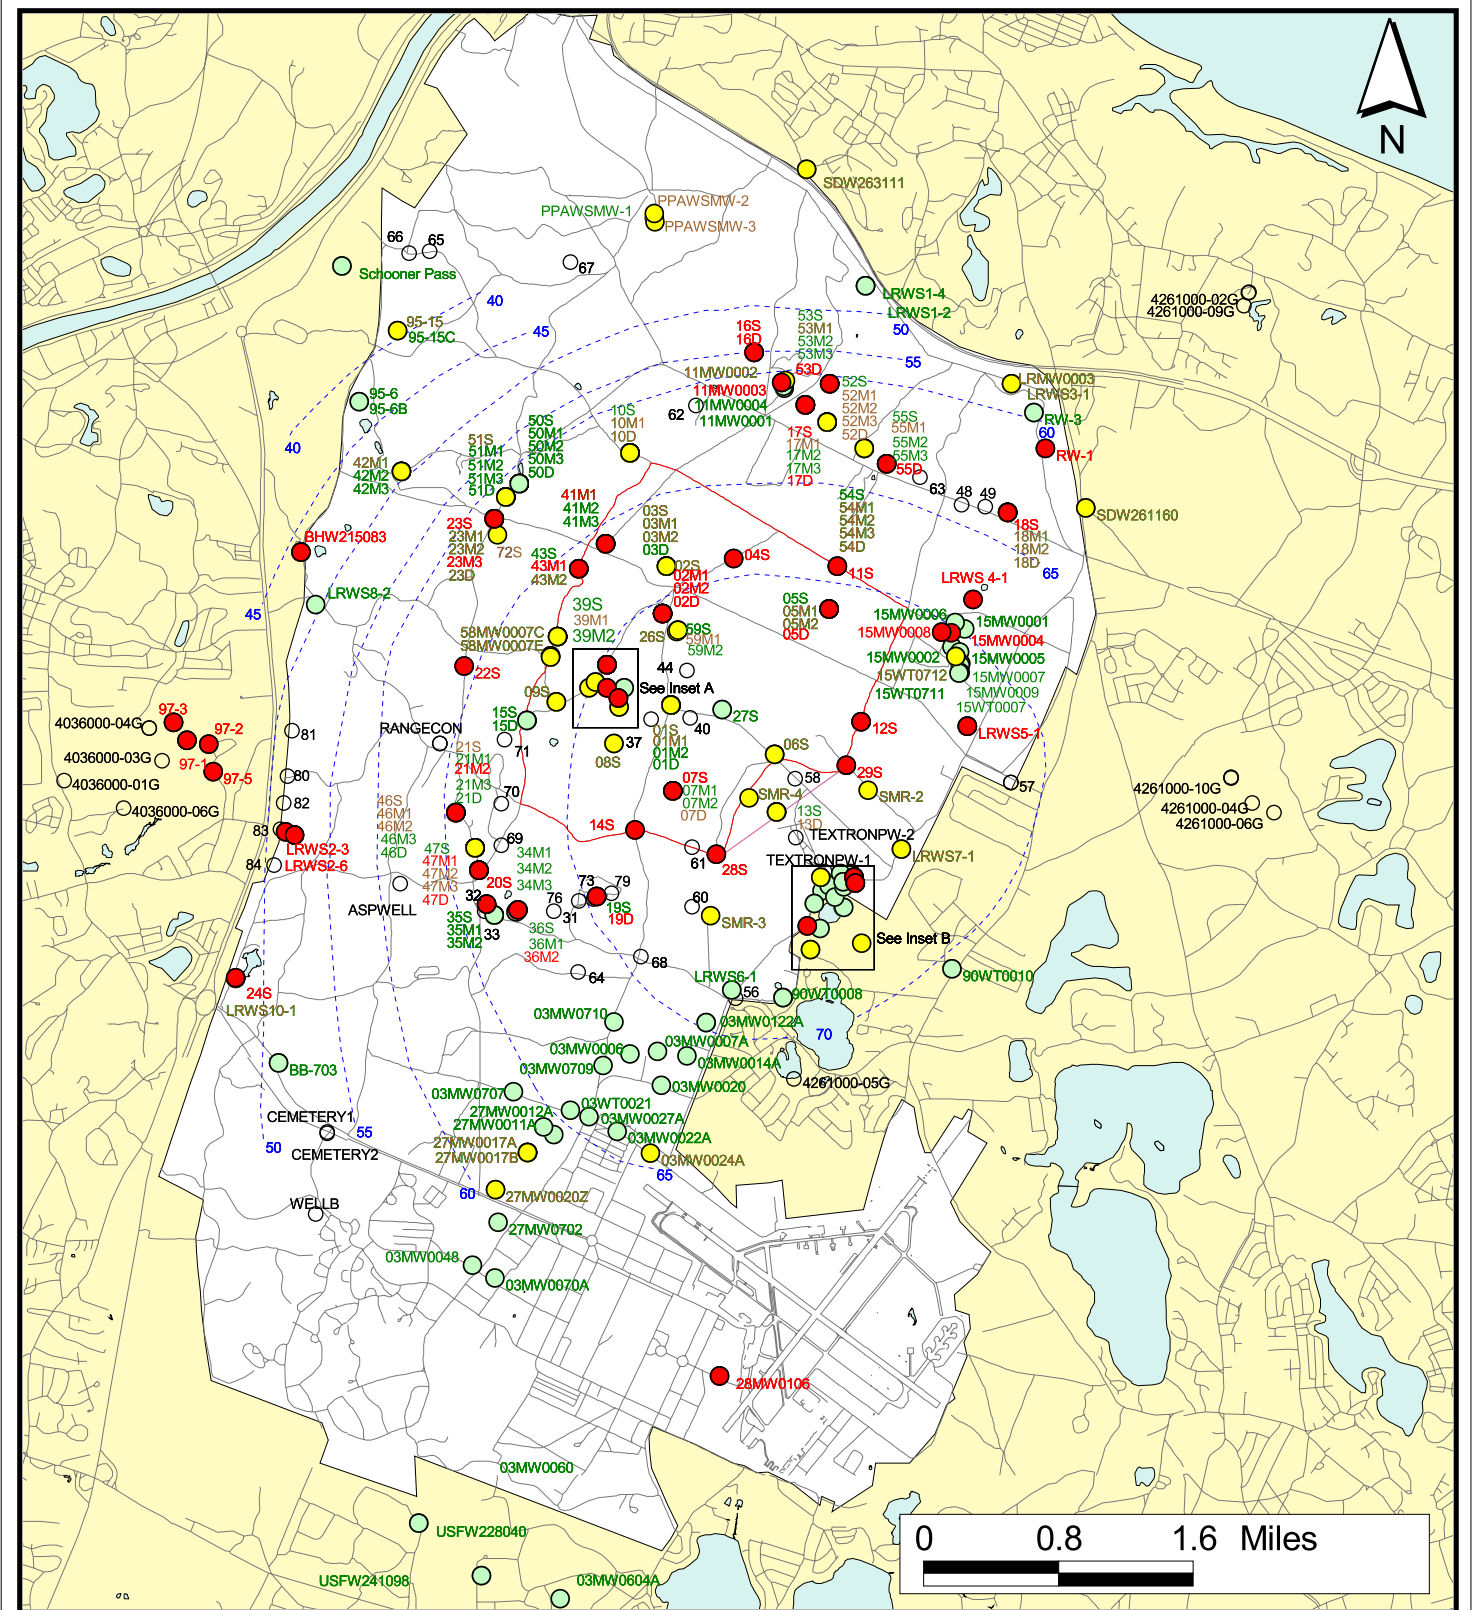 N
SDW263111
PPAWSMW-2
PPAWSMW-1
PPAWSMW-3
66
65
67
Schooner Pass
40
45
LRWS1-4
LRWS1-2
50
55
4261000-02G
4261000-09G
95-15
95-15C
16S
16D
53S
53M1
53M2
53M3
53D
11MW0002
11MW0003
11MW0004
11MW0001
62
52S
52M1
52M2
52M3
52D
LRMW0003
LRWS3-1
RW-3
60
RW-1
95-6
95-6B
40
10S
10M1
10D
50S
50M1
50M2
50M3
50D
51S
51M1
51M2
51M3
51D
42M1
42M2
42M3
17S
17M1
17M2
17M3
17D
55S
55M1
55M2
55M3
55D
63
48
49
18S
18M1
18M2
18D
SDW261160
65
41M1
41M2
41M3
03S
03M1
03M2
03D
54S
54M1
54M2
54M3
54D
23S
23M1
23M2
23M3
23D
72S
BHW215083
43S
43M1
43M2
02S
02M1
02M2
02D
04S
11S
LRWS 4-1
LRWS8-2
45
39S
39M1
39M2
05S
05M1
05M2
05D
15MW0006
15MW0001
15MW0008
15MW0004
15MW0002
15MW0005
15WT0712
15MW0007
15WT0711
15MW0009
15WT0007
58MW0007C
58MW0007E
26S
59S
59M1
59M2
22S
44
See Inset A
09S
27S
40
12S
LRWS5-1
97-3
97-2
97-1
97-5
4036000-04G
4036000-03G
4036000-01G
4036000-06G
81
80
82
83
84
RANGECON
15S
15D
71
37
08S
01S
01M1
01M2
01D
06S
58
29S
57
21S
21M1
21M2
21M3
21D
70
07S
07M1
07M2
07D
SMR-4
SMR-2
13S
13D
4261000-10G
4261000-04G
4261000-06G
46S
46M1
46M2
46M3
46D
14S
69
61
28S
TEXTRONPW-2
TEXTRONPW-1
LRWS7-1
LRWS2-3
LRWS2-6
47S
47M1
47M2
47M3
47D
34M1
34M2
34M3
20S
ASPWELL
32
33
35S
35M1
35M2
76
73
79
31
19S
19D
60
SMR-3
See Inset B
36S
36M1
36M2
68
64
24S
LRWS10-1
LRWS6-1
56
90WT0008
90WT0010
03MW0710
03MW0122A
70
03MW0006
03MW0007A
03MW0709
03MW0014A
BB-703
4261000-05G
03MW0707
03MW0020
03WT0021
27MW0012A
27MW0011A
03MW0027A
03MW0022A
CEMETERY1
CEMETERY2
50
55
27MW0017A
27MW0017B
03MW0024A
65
60
27MW0020Z
WELLB
27MW0702
03MW0048
03MW0070A
28MW0106
03MW0060
USFW228040
USFW241098
03MW0604A
0 0.8 1.6 Miles